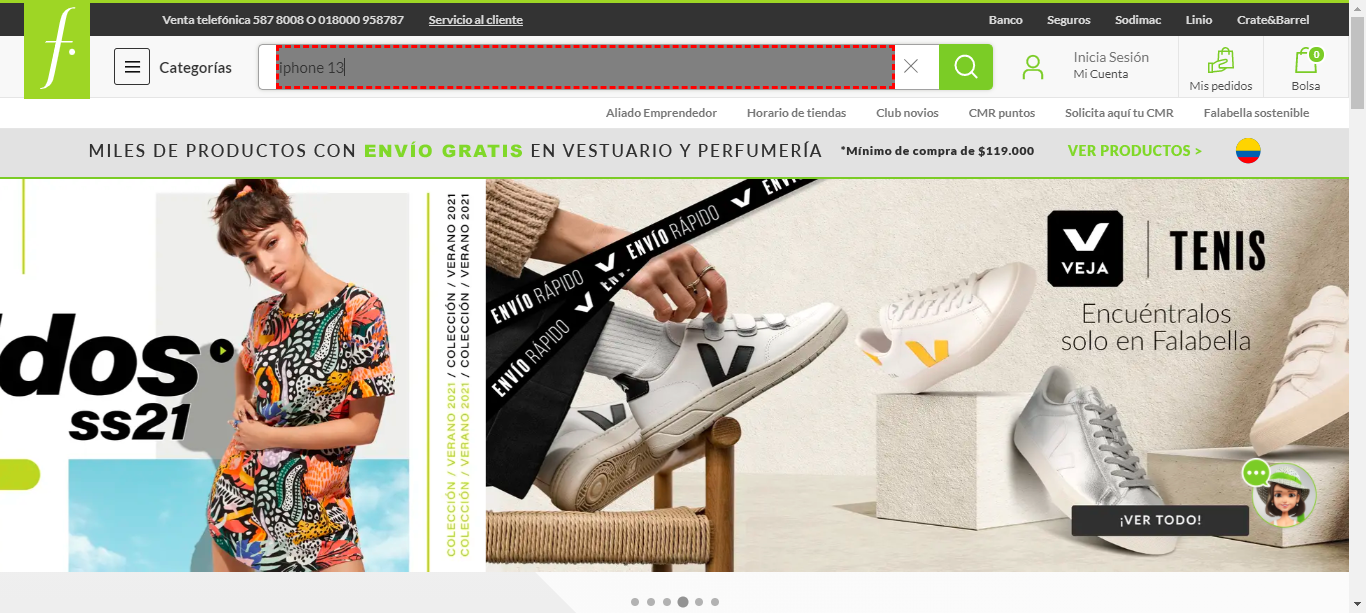 Venta telefónica 587 8008 O 018000 958787 Servicio al cliente Banco Seguros Sodimac Linio Crate&Barrel
f.
Categorías
iphone 13
Inicia Sesión
Mi Cuenta
Mis pedidos
0
Bolsa
Aliado Emprendedor Horario de tiendas Club novios CMR puntos Solicita aquí tu CMR Falabella sostenible
MILES DE PRODUCTOS CON ENVÍO GRATIS EN VESTUARIO Y PERFUMERÍA *Mínimo de compra de $119.000 VER PRODUCTOS >
dos
ss21
COLECCIÓN / VERANO 2021 / COLECCIÓN / VERANO 2021
COLECCIÓN / VERANO 2021 / COLECCIÓN / VERANO 2021
ENVÍO RÁPIDO ENVÍO RÁPIDO
ENVÍO RÁPIDO
VEJA
TENIS
Encuéntralos
solo en Falabella
¡VER TODO!